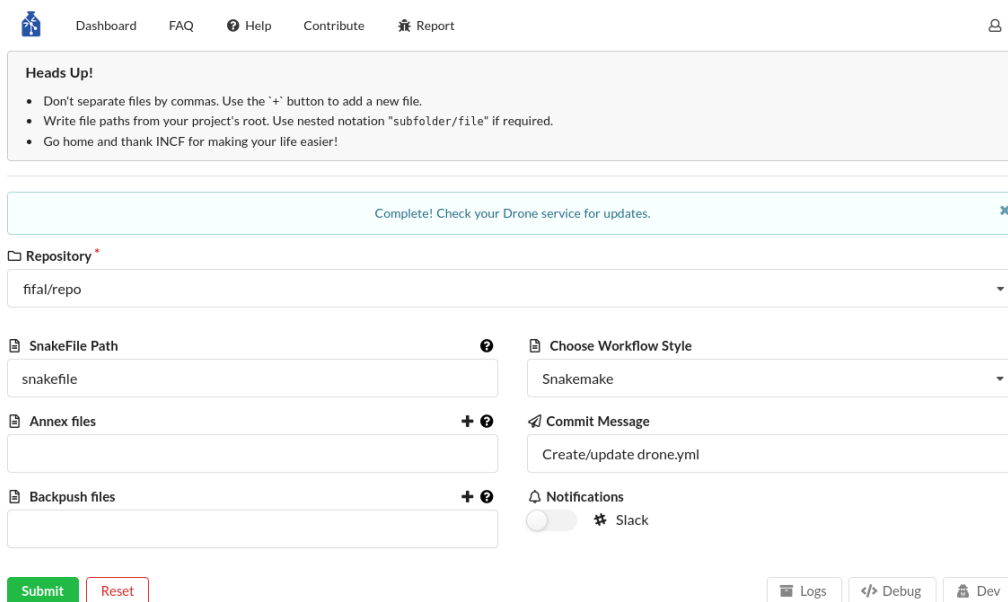 Dashboard FAQ Help Contribute Report
Heads Up!
Don't separate files by commas. Use the `+` button to add a new file.
Write file paths from your project's root. Use nested notation "subfolder/file" if required.
Go home and thank INCF for making your life easier!
Complete! Check your Drone service for updates.
Repository *
fifal/repo
SnakeFile Path
Choose Workflow Style
snakefile
Snakemake
Annex files
Commit Message
Create/update drone.yml
Backpush files
Notifications
Slack
Submit Reset Logs Debug Dev